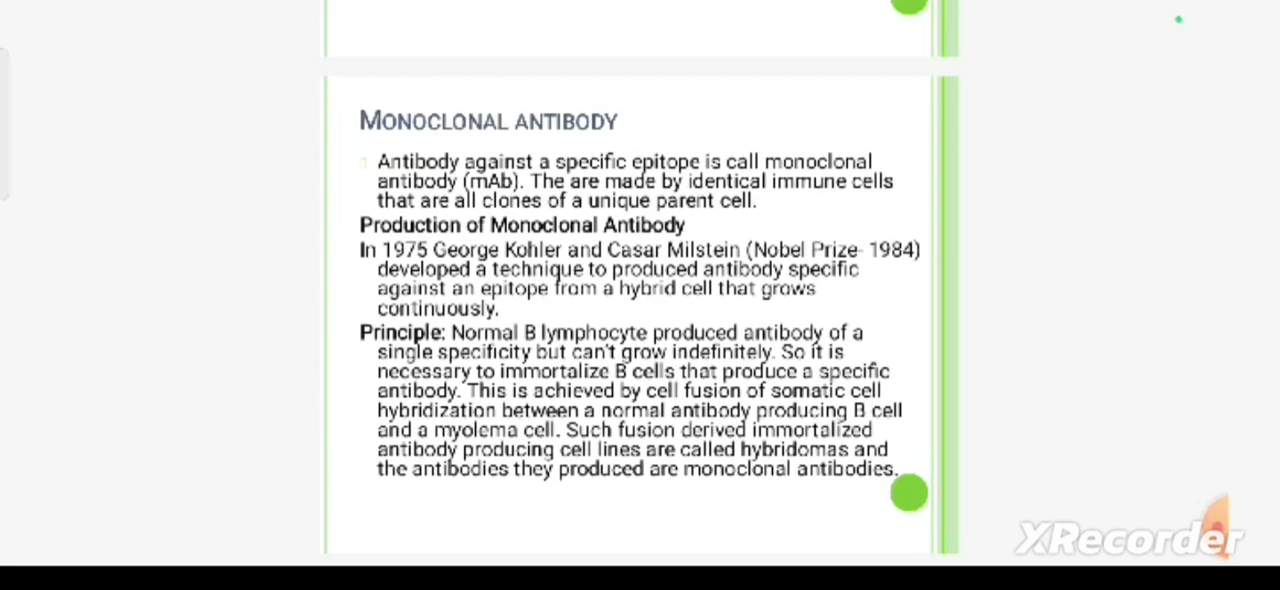 MONOCLONAL ANTIBODY
Antibody against a specific epitope is call monoclonal
antibody (mAb). The are made by identical immune cells
that are all clones of a unique parent cell.
Production of Monoclonal Antibody
In 1975 George Kohler and Casar Milstein (Nobel Prize- 1984)
developed a technique to produced antibody specific
against an epitope from a hybrid cell that grows
continuously.
Principle: Normal B lymphocyte produced antibody of a
single specificity but can't grow indefinitely. So it is
necessary to immortalize B cells that produce a specific
antibody. This is achieved by cell fusion of somatic cell
hybridization between a normal antibody producing B cell
and a myolema cell. Such fusion derived immortalized
antibody producing cell lines are called hybridomas and
the antibodies they produced are monoclonal antibodies.
XRecorder